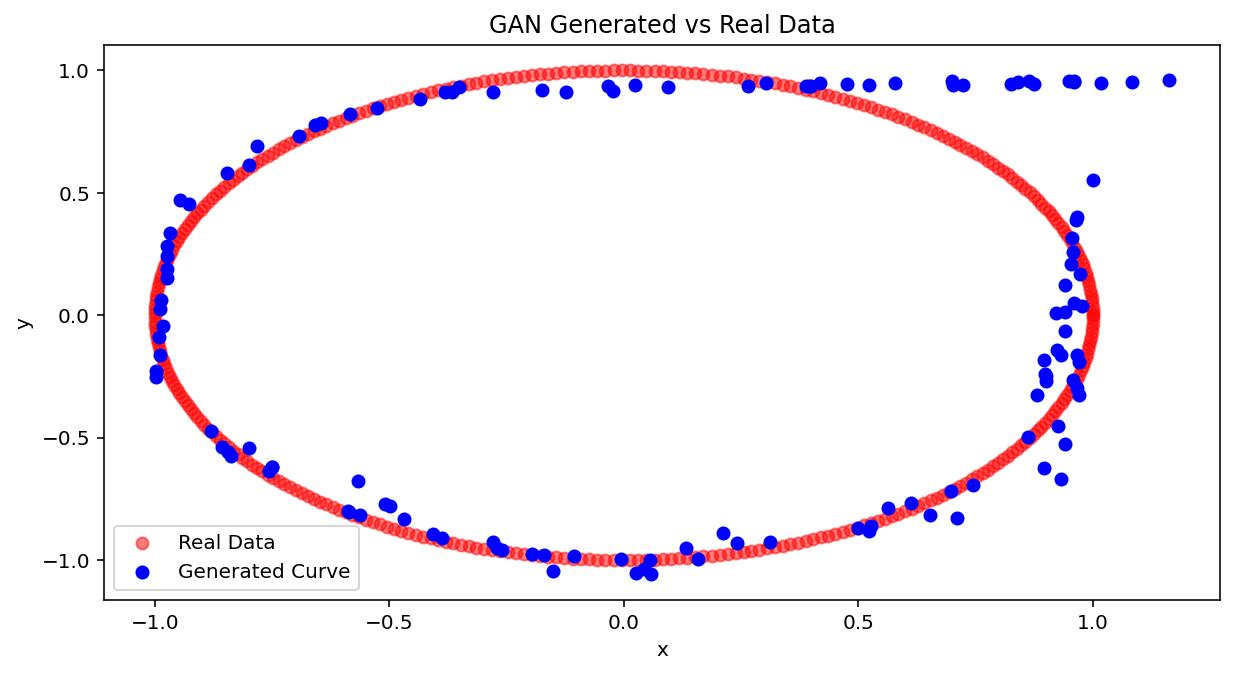 GAN Generated vs Real Data
1.0
0.5
0.0
−0.5
−1.0
y
Real Data
Generated Curve
−1.0 −0.5 0.0 0.5 1.0
x